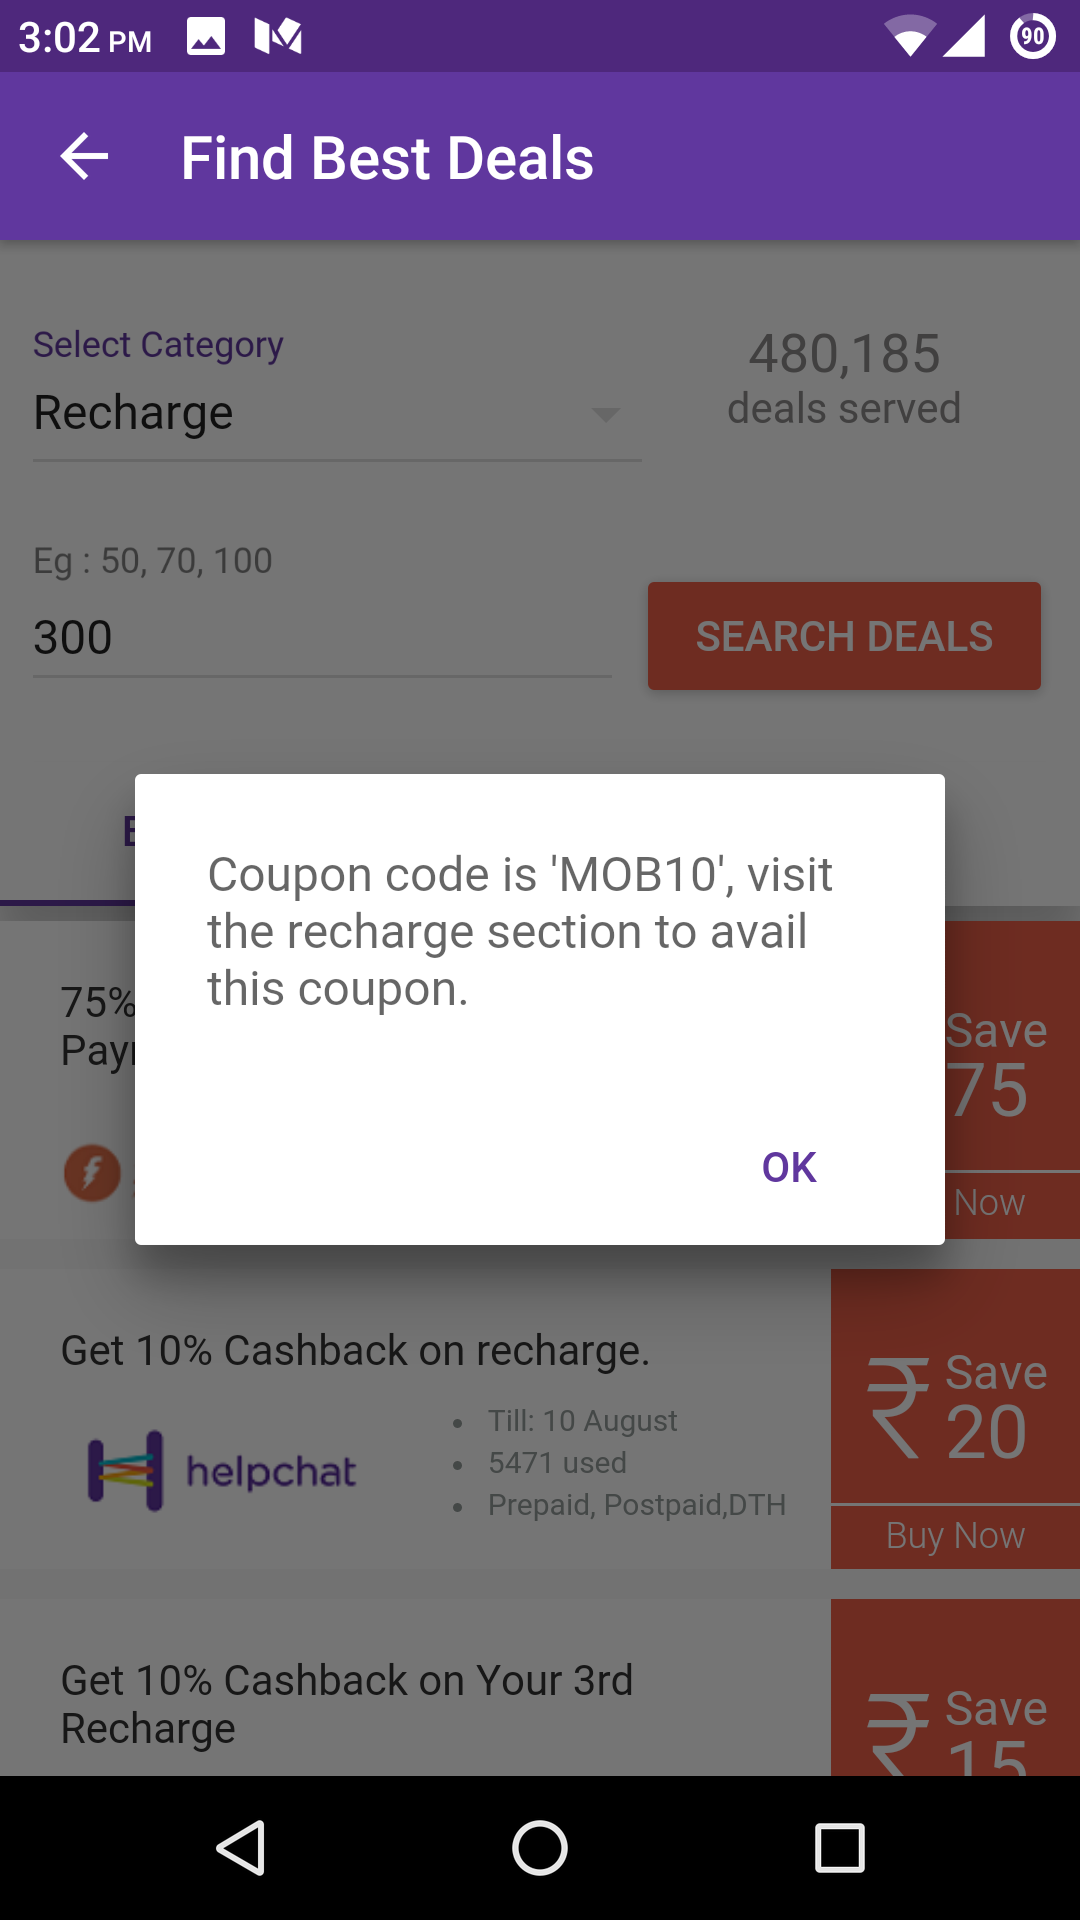 3:02 PM
90
Find Best Deals
Select Category
480,185
Recharge
deals served
Eg : 50, 70, 100
300
SEARCH DEALS
Coupon code is 'MOB10', visit
the recharge section to avail
this coupon.
OK
75%
Save
75
Now
Get 10% Cashback on recharge.
₹ Save
20
helpchat
Till: 10 August
5471 used
Prepaid, Postpaid,DTH
Buy Now
Get 10% Cashback on Your 3rd
Recharge
₹ Save
15